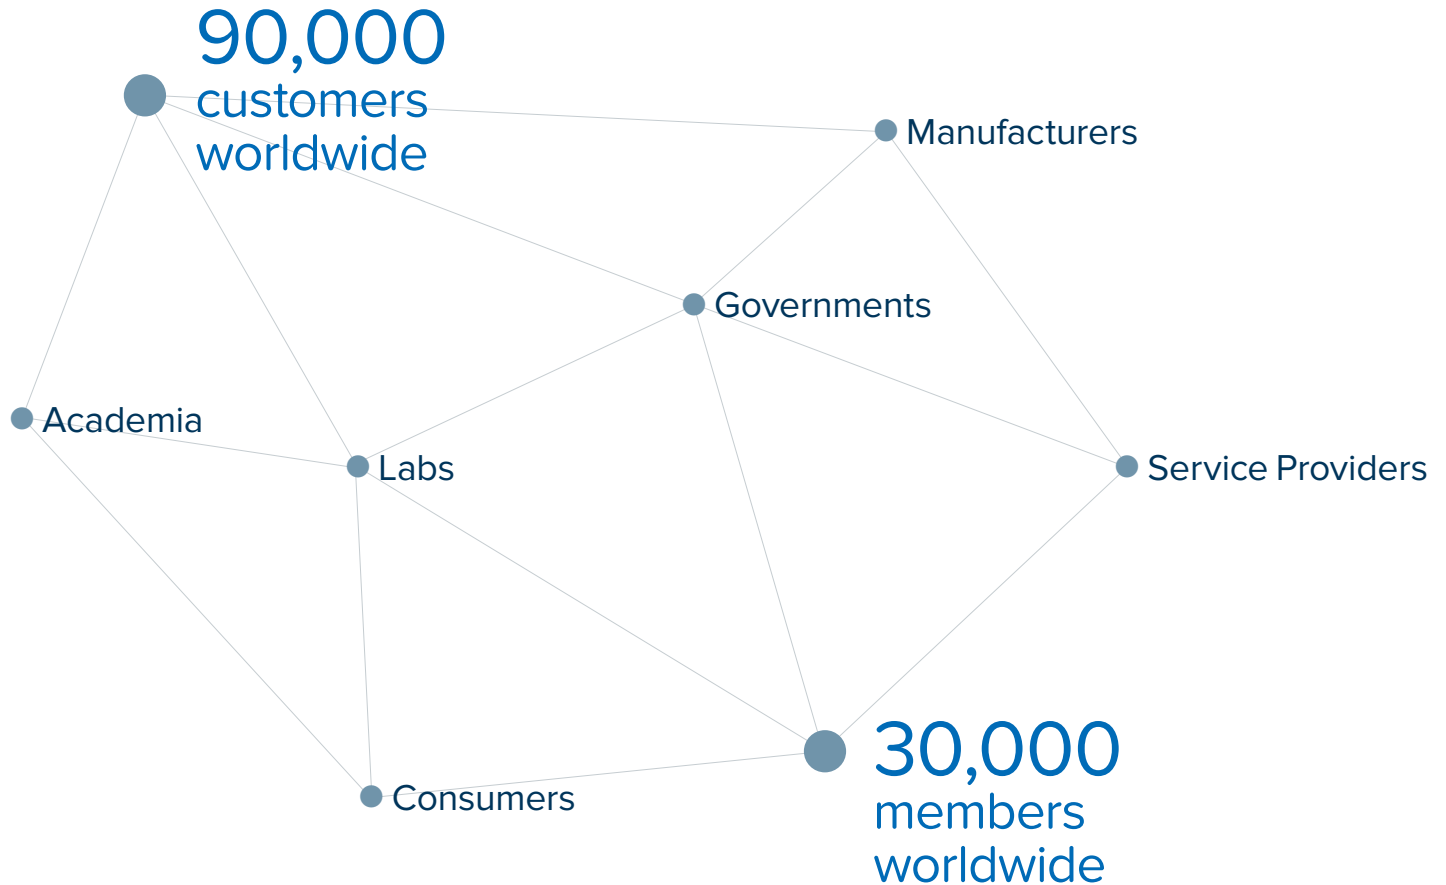 90,000
customers
worldwide
Manufacturers
Governments
Academia
Labs
Service Providers
30,000
members
worldwide
Consumers